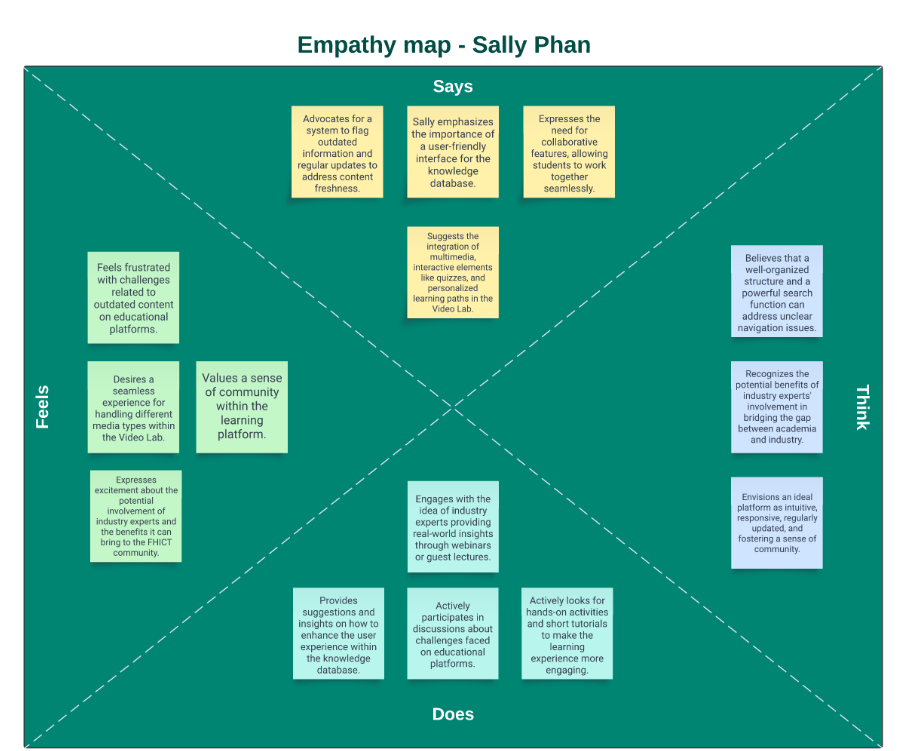 Empathy map - Sally Phan
Says
Advocates for a
system to flag
outdated
information and
regular updates to
address content
freshness.
Sally emphasizes
the importance of
a user-friendly
interface for the
knowledge
database.
Expresses the
need for
collaborative
features, allowing
students to work
together
seamlessly.
Suggests the
integration of
multimedia,
interactive elements
like quizzes, and
personalized
learning paths in the
Video Lab.
Feels
Feels frustrated
with challenges
related to
outdated content
on educational
platforms.
Desires a
seamless
experience for
handling different
media types within
the Video Lab.
Values a sense
of community
within the
learning
platform.
Expresses
excitement about the
potential
involvement of
industry experts and
the benefits it can
bring to the FHICT
community.
Think
Believes that a
well-organized
structure and a
powerful search
function can
address unclear
navigation issues.
Recognizes the
potential benefits of
industry experts'
involvement in
bridging the gap
between academia
and industry.
Envisions an ideal
platform as intuitive,
responsive, regularly
updated, and
fostering a sense of
community.
Engages with the
idea of industry
experts providing
real-world insights
through webinars
or guest lectures.
Provides
suggestions and
insights on how to
enhance the user
experience within
the knowledge
database.
Actively
participates in
discussions about
challenges faced
on educational
platforms.
Actively looks for
hands-on activities
and short tutorials
to make the
learning
experience more
engaging.
Does